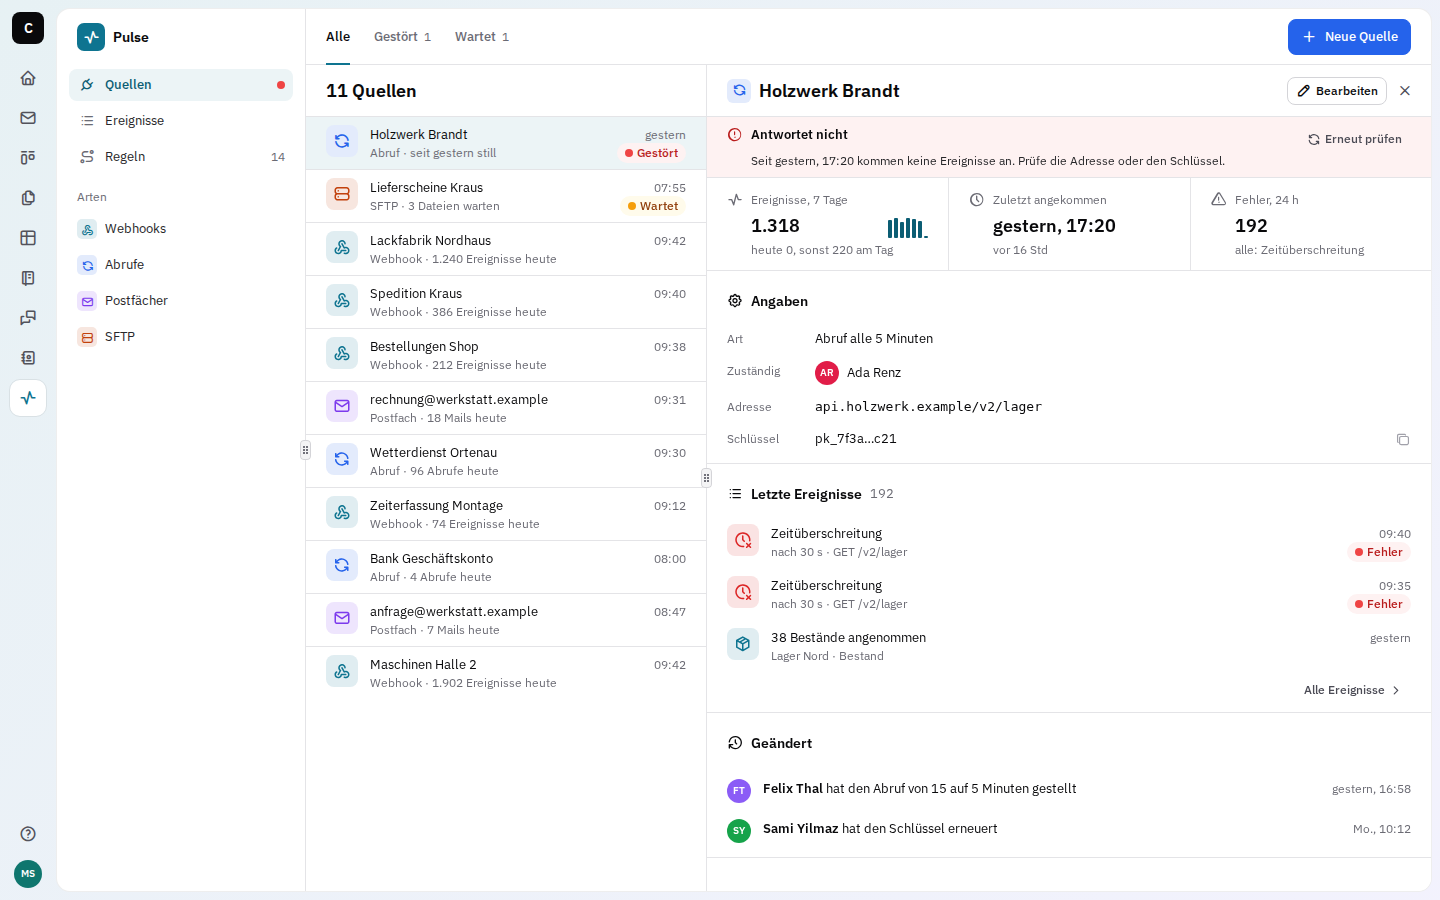 C
Pulse
Quellen
Ereignisse
Regeln 14
Arten
Webhooks
Abrufe
Postfächer
SFTP
MS
Alle Gestört 1 Wartet 1
Neue Quelle
11 Quellen
Holzwerk Brandt gestern
Abruf · seit gestern still Gestört
Lieferscheine Kraus 07:55
SFTP · 3 Dateien warten Wartet
Lackfabrik Nordhaus 09:42
Webhook · 1.240 Ereignisse heute
Spedition Kraus 09:40
Webhook · 386 Ereignisse heute
Bestellungen Shop 09:38
Webhook · 212 Ereignisse heute
rechnung@werkstatt.example 09:31
Postfach · 18 Mails heute
Wetterdienst Ortenau 09:30
Abruf · 96 Abrufe heute
Zeiterfassung Montage 09:12
Webhook · 74 Ereignisse heute
Bank Geschäftskonto 08:00
Abruf · 4 Abrufe heute
anfrage@werkstatt.example 08:47
Postfach · 7 Mails heute
Maschinen Halle 2 09:42
Webhook · 1.902 Ereignisse heute
Holzwerk Brandt
Bearbeiten
Antwortet nicht
Seit gestern, 17:20 kommen keine Ereignisse an. Prüfe die Adresse oder den Schlüssel.
Erneut prüfen
Ereignisse, 7 Tage
1.318
heute 0, sonst 220 am Tag
Zuletzt angekommen
gestern, 17:20
vor 16 Std
Fehler, 24 h
192
alle: Zeitüberschreitung
Angaben
Art Abruf alle 5 Minuten
Zuständig AR Ada Renz
Adresse api.holzwerk.example/v2/lager
Schlüssel pk_7f3a…c21
Letzte Ereignisse 192
Zeitüberschreitung 09:40
nach 30 s · GET /v2/lager Fehler
Zeitüberschreitung 09:35
nach 30 s · GET /v2/lager Fehler
38 Bestände angenommen gestern
Lager Nord · Bestand
Alle Ereignisse
Geändert
FT Felix Thal hat den Abruf von 15 auf 5 Minuten gestellt gestern, 16:58
SY Sami Yilmaz hat den Schlüssel erneuert Mo., 10:12